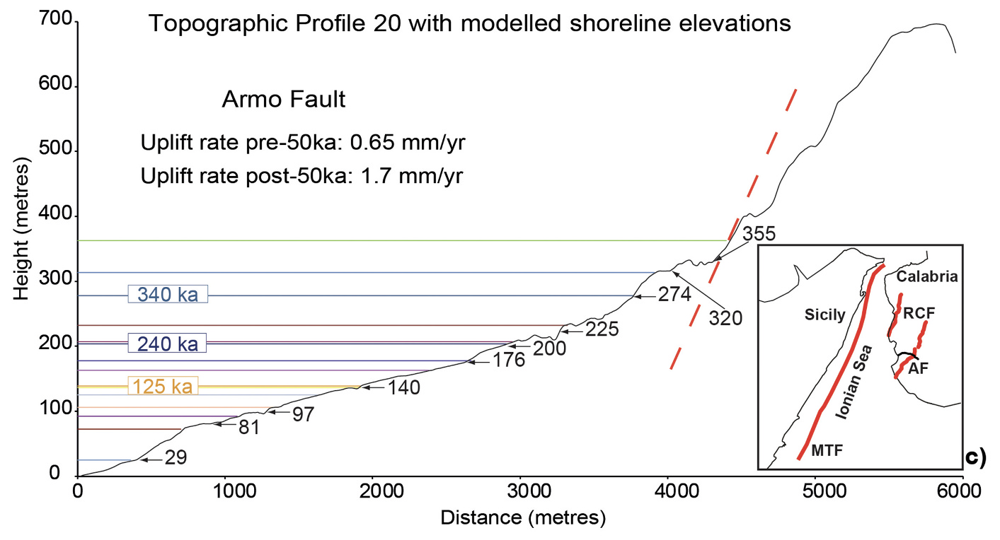 Topographic Profile 20 with modelled shoreline elevations
Armo Fault
Uplift rate pre-50ka: 0.65 mm/yr
Uplift rate post-50ka: 1.7 mm/yr
Height (metres)
700
600
500
400
300
200
100
0
340 ka
240 ka
125 ka
355
320
274
225
200
176
140
97
81
29
Calabria
Sicily
RCF
Ionian Sea
AF
MTF
c)
0
1000
2000
3000
4000
5000
6000
Distance (metres)